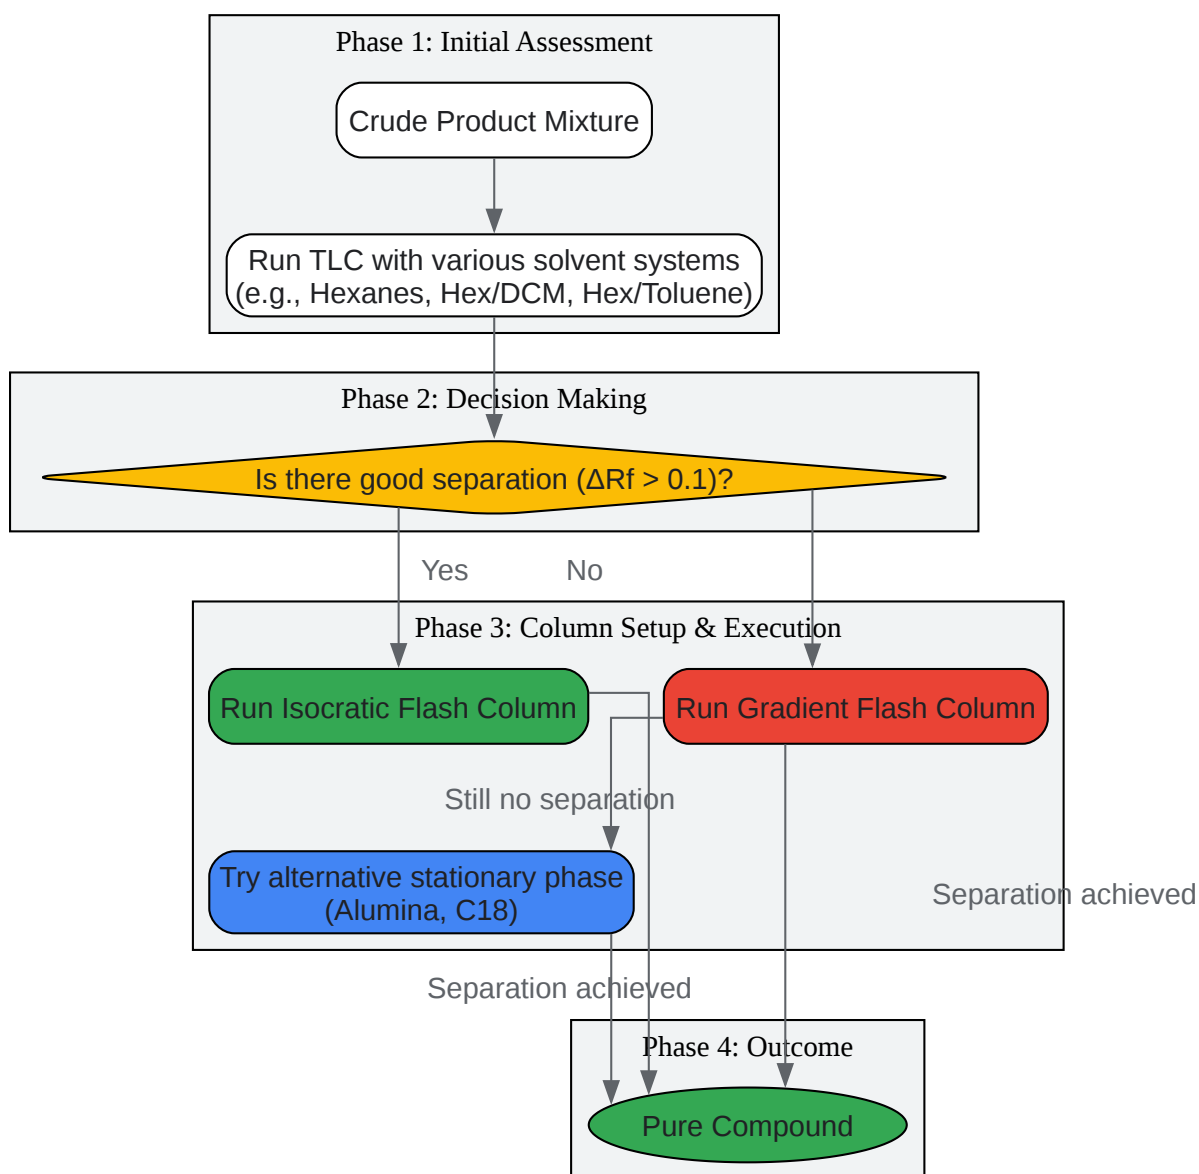 Phase 1: Initial Assessment
Crude Product Mixture
Run TLC with various solvent systems
(e.g., Hexanes, Hex/DCM, Hex/Toluene)
Phase 2: Decision Making
Is there good separation (ΔRf > 0.1)?
Yes
No
Phase 3: Column Setup & Execution
Run Isocratic Flash Column
Run Gradient Flash Column
Still no separation
Try alternative stationary phase
(Alumina, C18)
Separation achieved
Separation achieved
Phase 4: Outcome
Pure Compound